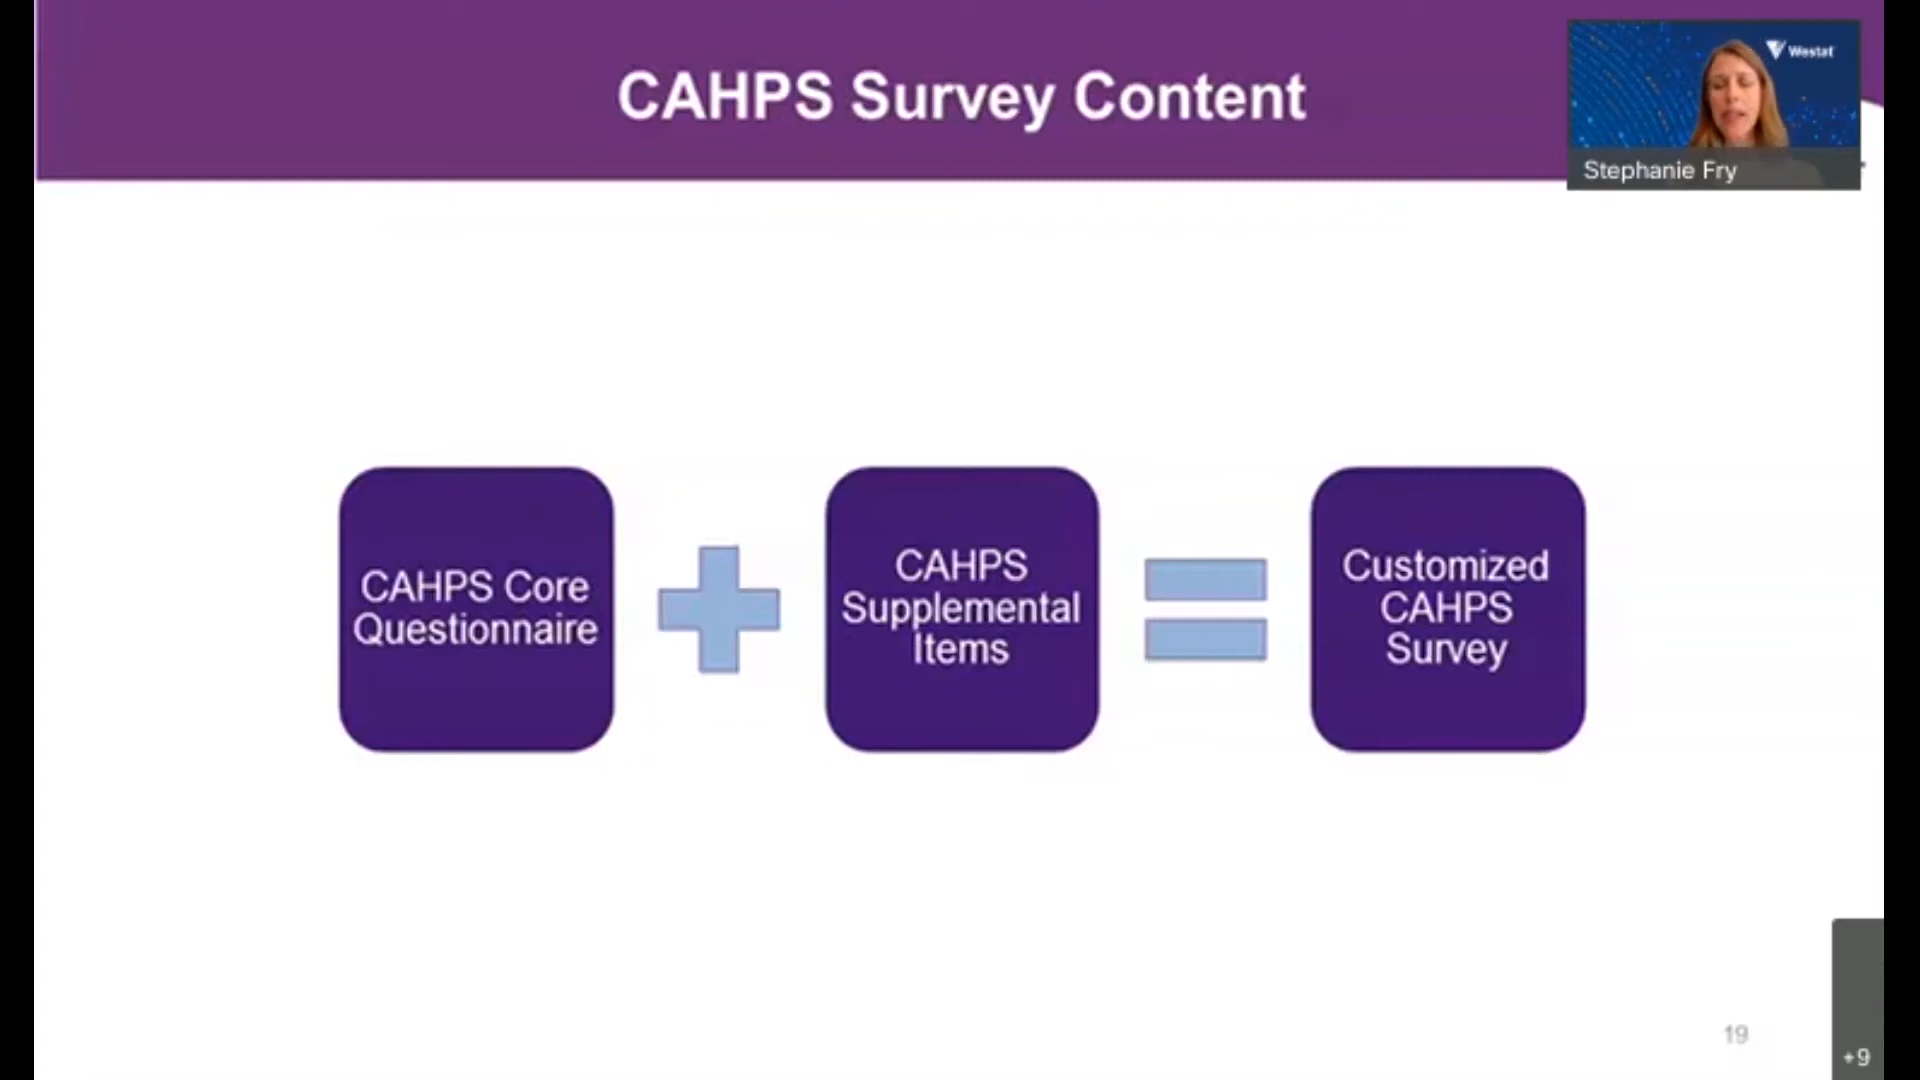 CAHPS Survey Content
Westat
Stephanie Fry
CAHPS Core
Questionnaire
CAHPS
Supplemental
Items
Customized
CAHPS
Survey
19
+9